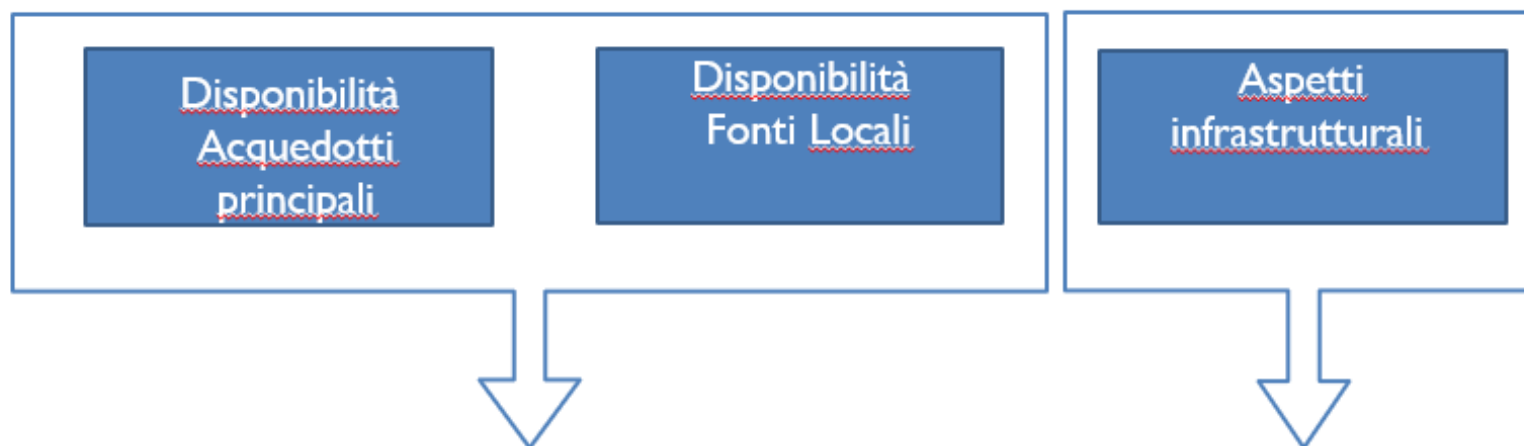 Disponibilità
Acquedotti
principali
Disponibilità
Fonti Locali
Aspetti
infrastrutturali